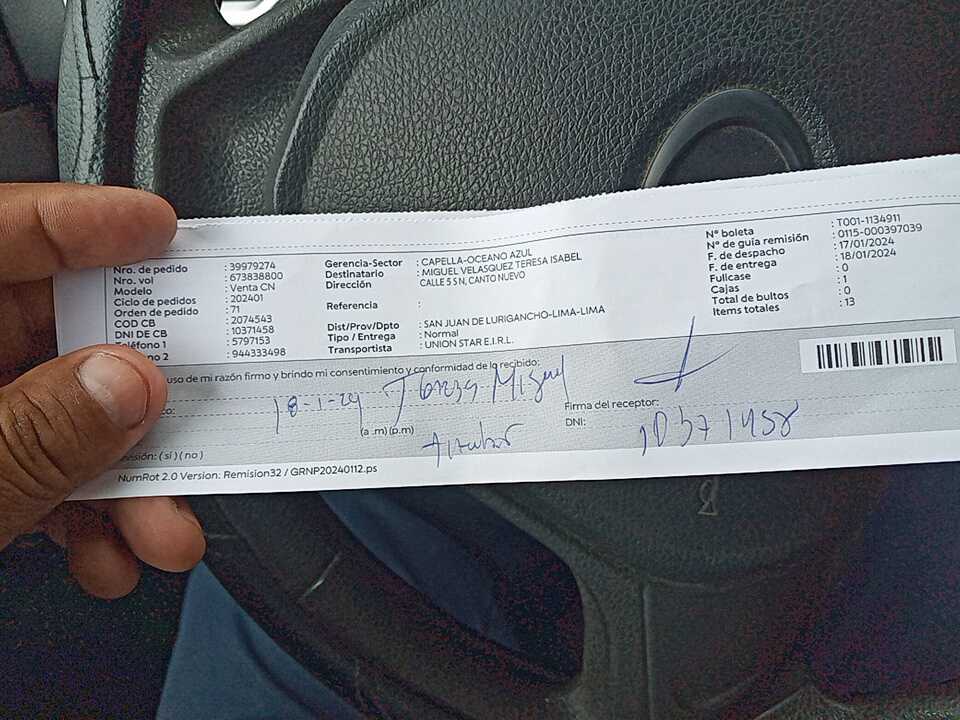 Nro. de pedido : 39979274
Nro. vol : 673838800
Modelo : Venta CN
Ciclo de pedidos : 202401
Orden de pedido : 71
COD CB : 2074543
DNI DE CB : 10371458
Teléfono 1 : 5797153
no 2 : 944333498
Gerencia-Sector : CAPELLA-OCEANO AZUL
Destinatario : MIGUEL VELASQUEZ TERESA ISABEL
Dirección CALLE 5 S N, CANTO NUEVO
Referencia :
Dist/Prov/Dpto : SAN JUAN DE LURIGANCHO-LIMA-LIMA
Tipo / Entrega : Normal
Transportista : UNION STAR E.I.R.L.
N° boleta : T001-1134911
N° de guía remisión : 0115-000397039
F. de despacho : 17/01/2024
F. de entrega : 18/01/2024
Fullcase : 0
Cajas : 1
Total de bultos : 0
Items totales : 13
uso de mi razón firmo y brindo mi consentimiento y conformidad de lo recibido:
18-1-24 Teresa Miguel
(a .m) (p.m)
Firma del receptor:
DNI: 10371458
( si ) ( no )
NumRot 2.0 Version: Remision32 / GRNP20240112.ps